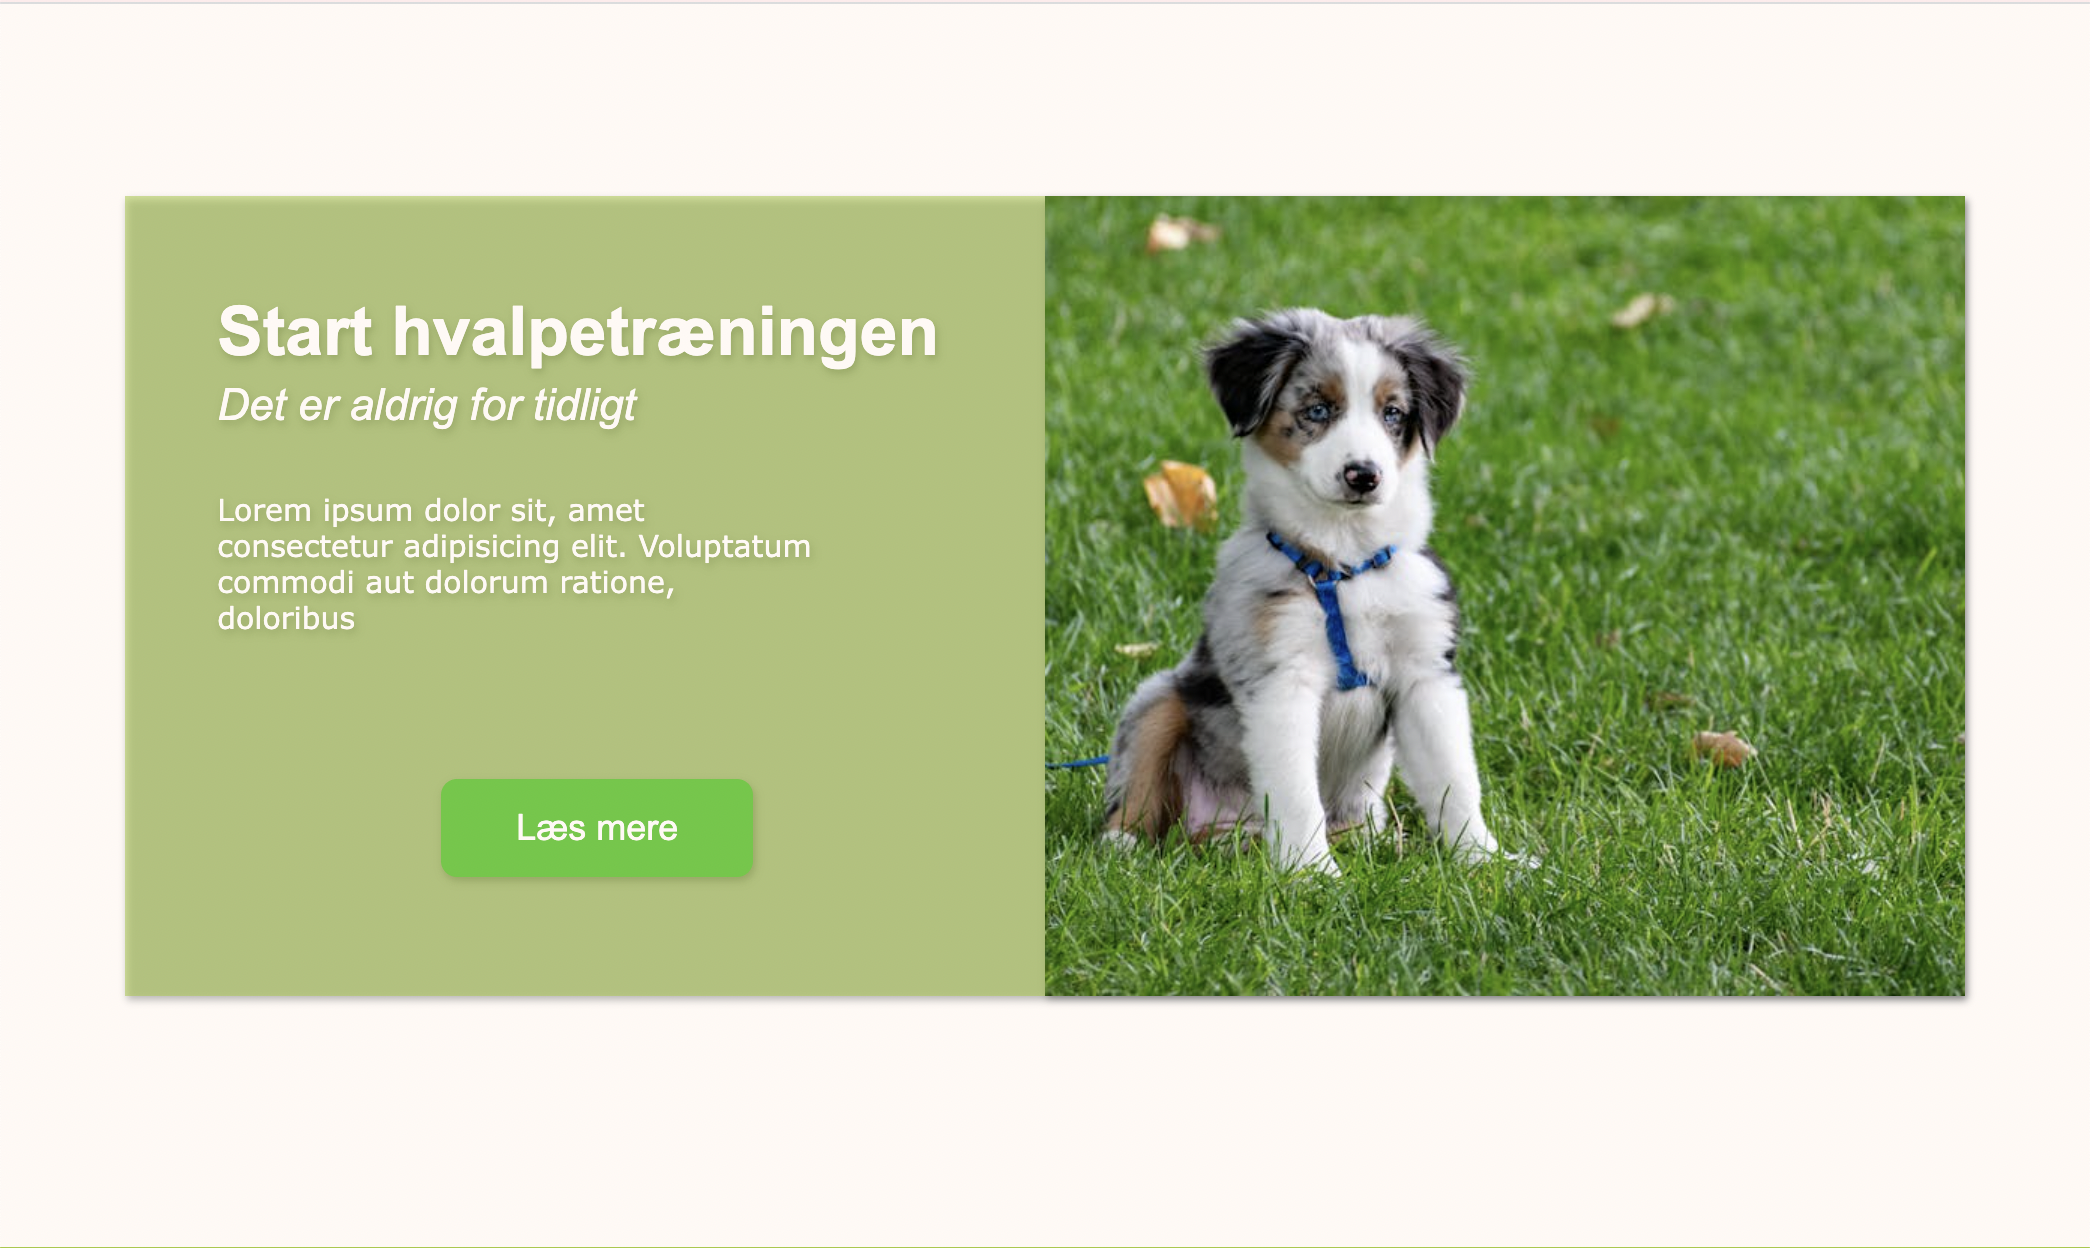 Start hvalpetræningen
Det er aldrig for tidligt
Lorem ipsum dolor sit, amet
consectetur adipisicing elit. Voluptatum
commodi aut dolorum ratione,
doloribus
Læs mere